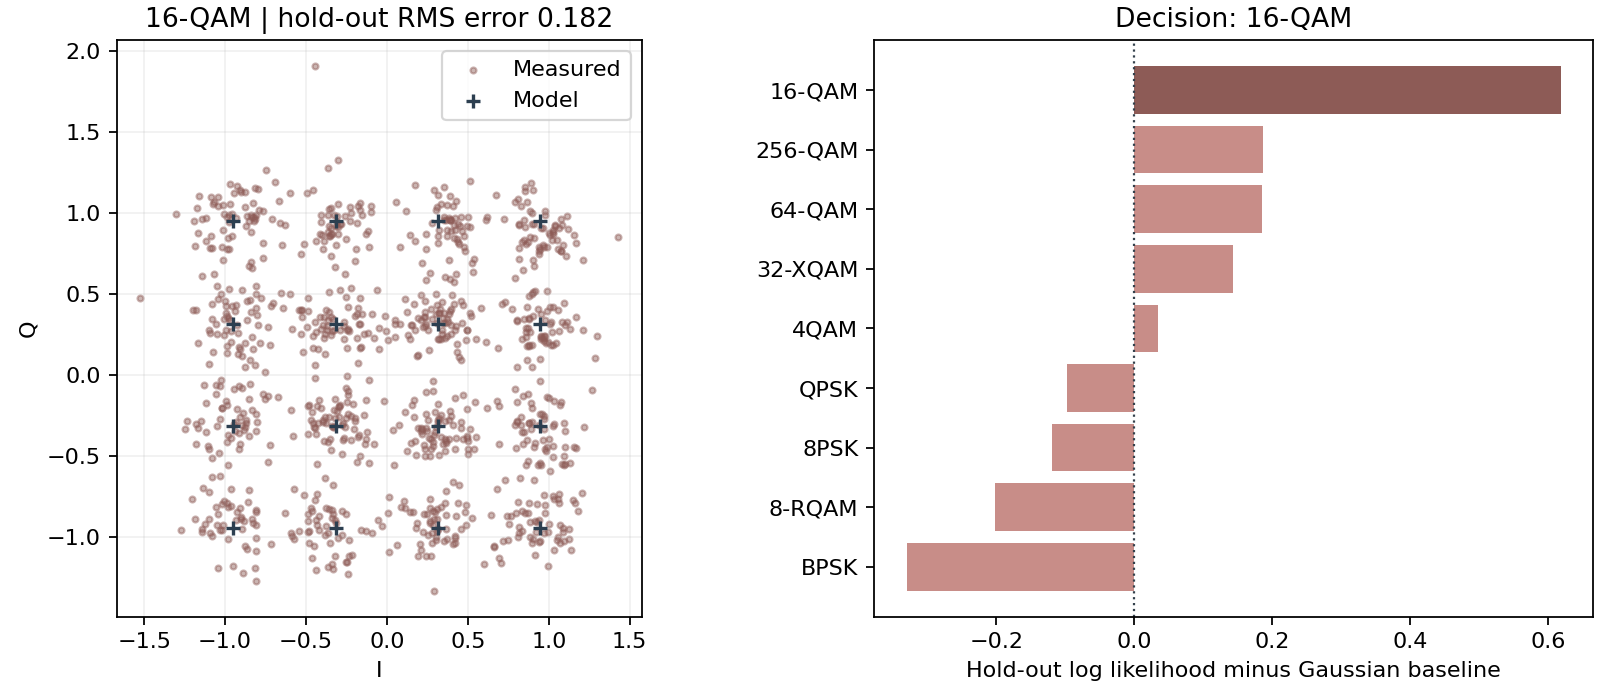 16-QAM | hold-out RMS error 0.182
Measured
Model
2.0
1.5
1.0
0.5
0.0
−0.5
−1.0
Q
−1.5
−1.0
−0.5
0.0
0.5
1.0
1.5
I
Decision: 16-QAM
16-QAM
256-QAM
64-QAM
32-XQAM
4QAM
QPSK
8PSK
8-RQAM
BPSK
−0.2
0.0
0.2
0.4
0.6
Hold-out log likelihood minus Gaussian baseline